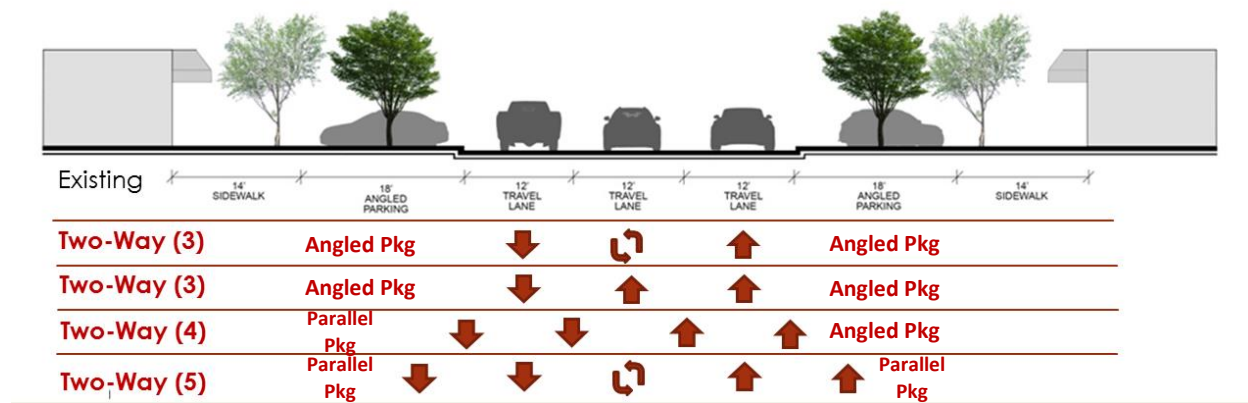 Existing
14'
SIDEWALK
18'
ANGLED
PARKING
12'
TRAVEL
LANE
12'
TRAVEL
LANE
12'
TRAVEL
LANE
18'
ANGLED
PARKING
14'
SIDEWALK
Two-Way (3) Angled Pkg Angled Pkg
Two-Way (3) Angled Pkg Angled Pkg
Two-Way (4)
Parallel
Pkg
Angled Pkg
Two-Way (5)
Parallel
Pkg
Parallel
Pkg